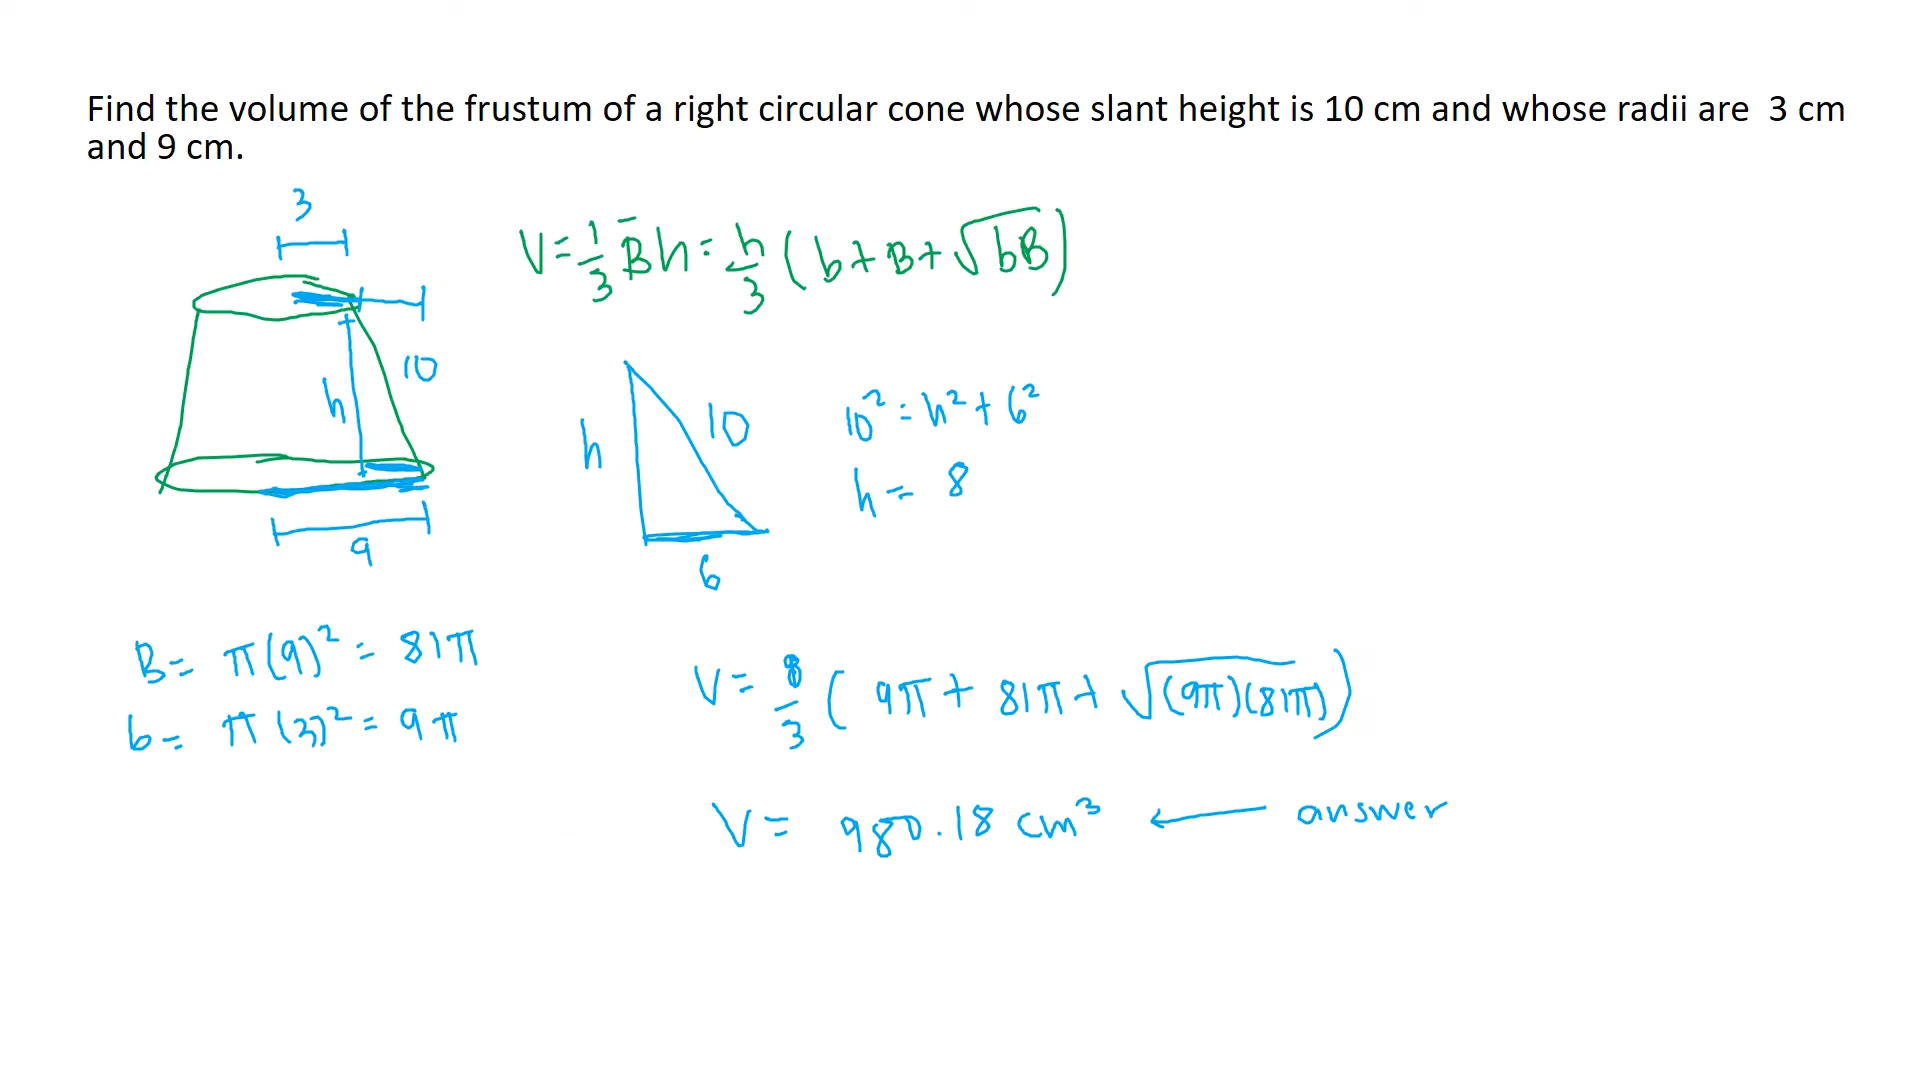 Find the volume of the frustum of a right circular cone whose slant height is 10 cm and whose radii are 3 cm
and 9 cm.
3
V = 1/3 B̄h = h/3 (b + B + √bB)
10
h
9
h
10
6
10² = h² + 6²
h = 8
B = π(9)² = 81π
b = π(3)² = 9π
V = 8/3 (9π + 81π + √(9π)(81π))
V = 980.18 cm³ ← answer